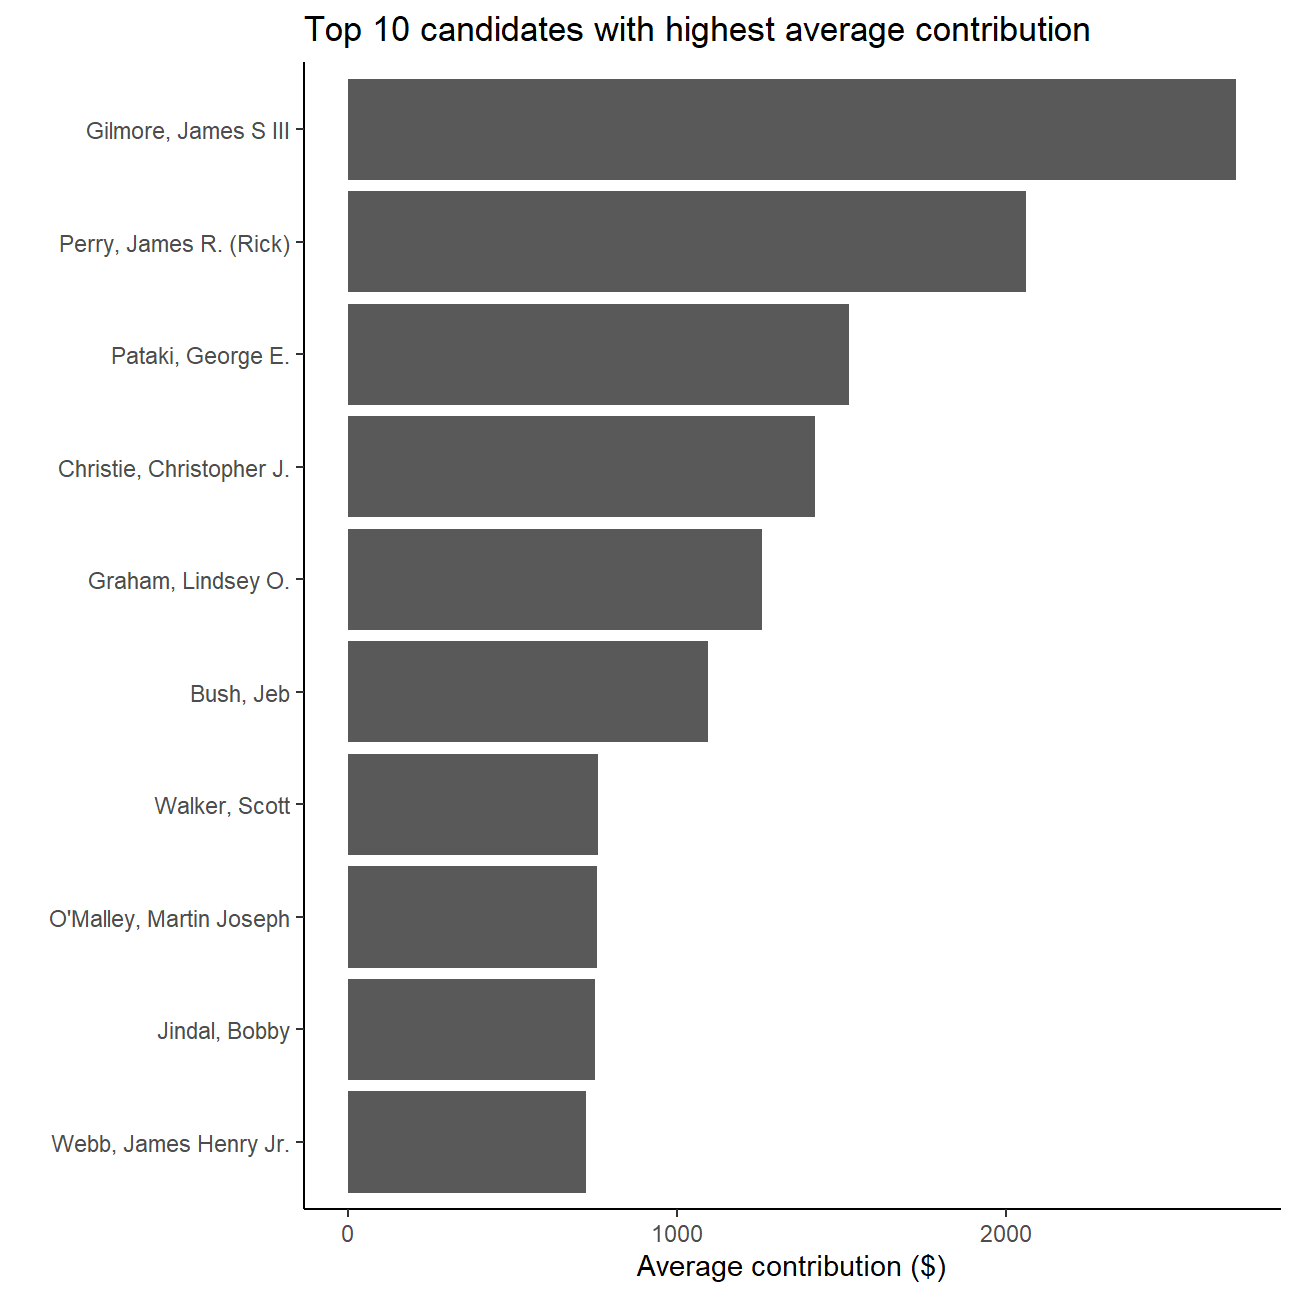 Top 10 candidates with highest average contribution
Gilmore, James S III
Perry, James R. (Rick)
Pataki, George E.
Christie, Christopher J.
Graham, Lindsey O.
Bush, Jeb
Walker, Scott
O'Malley, Martin Joseph
Jindal, Bobby
Webb, James Henry Jr.
0 1000 2000
Average contribution ($)